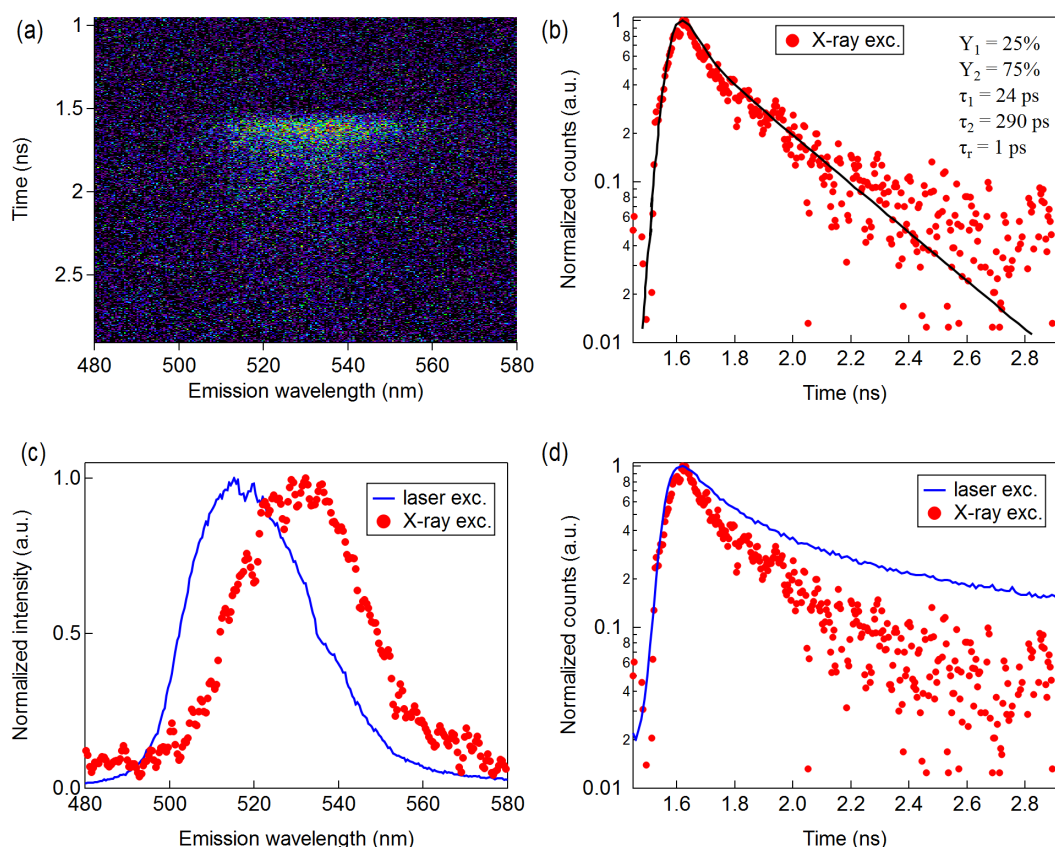 (a)
Time (ns)
1.0
1.5
2
2.5
480
500
520
540
560
580
Emission wavelength (nm)
(b)
Normalized counts (a.u.)
1
8
6
4
2
0.1
8
6
4
2
0.01
X-ray exc.
Y1 = 25%
Y2 = 75%
τ1 = 24 ps
τ2 = 290 ps
τr = 1 ps
1.6
1.8
2.0
2.2
2.4
2.6
2.8
Time (ns)
(c)
Normalized intensity (a.u.)
1.0
0.5
0.0
laser exc.
X-ray exc.
480
500
520
540
560
580
Emission wavelength (nm)
(d)
Normalized counts (a.u.)
1
8
6
4
2
0.1
8
6
4
2
0.01
laser exc.
X-ray exc.
1.6
1.8
2.0
2.2
2.4
2.6
2.8
Time (ns)